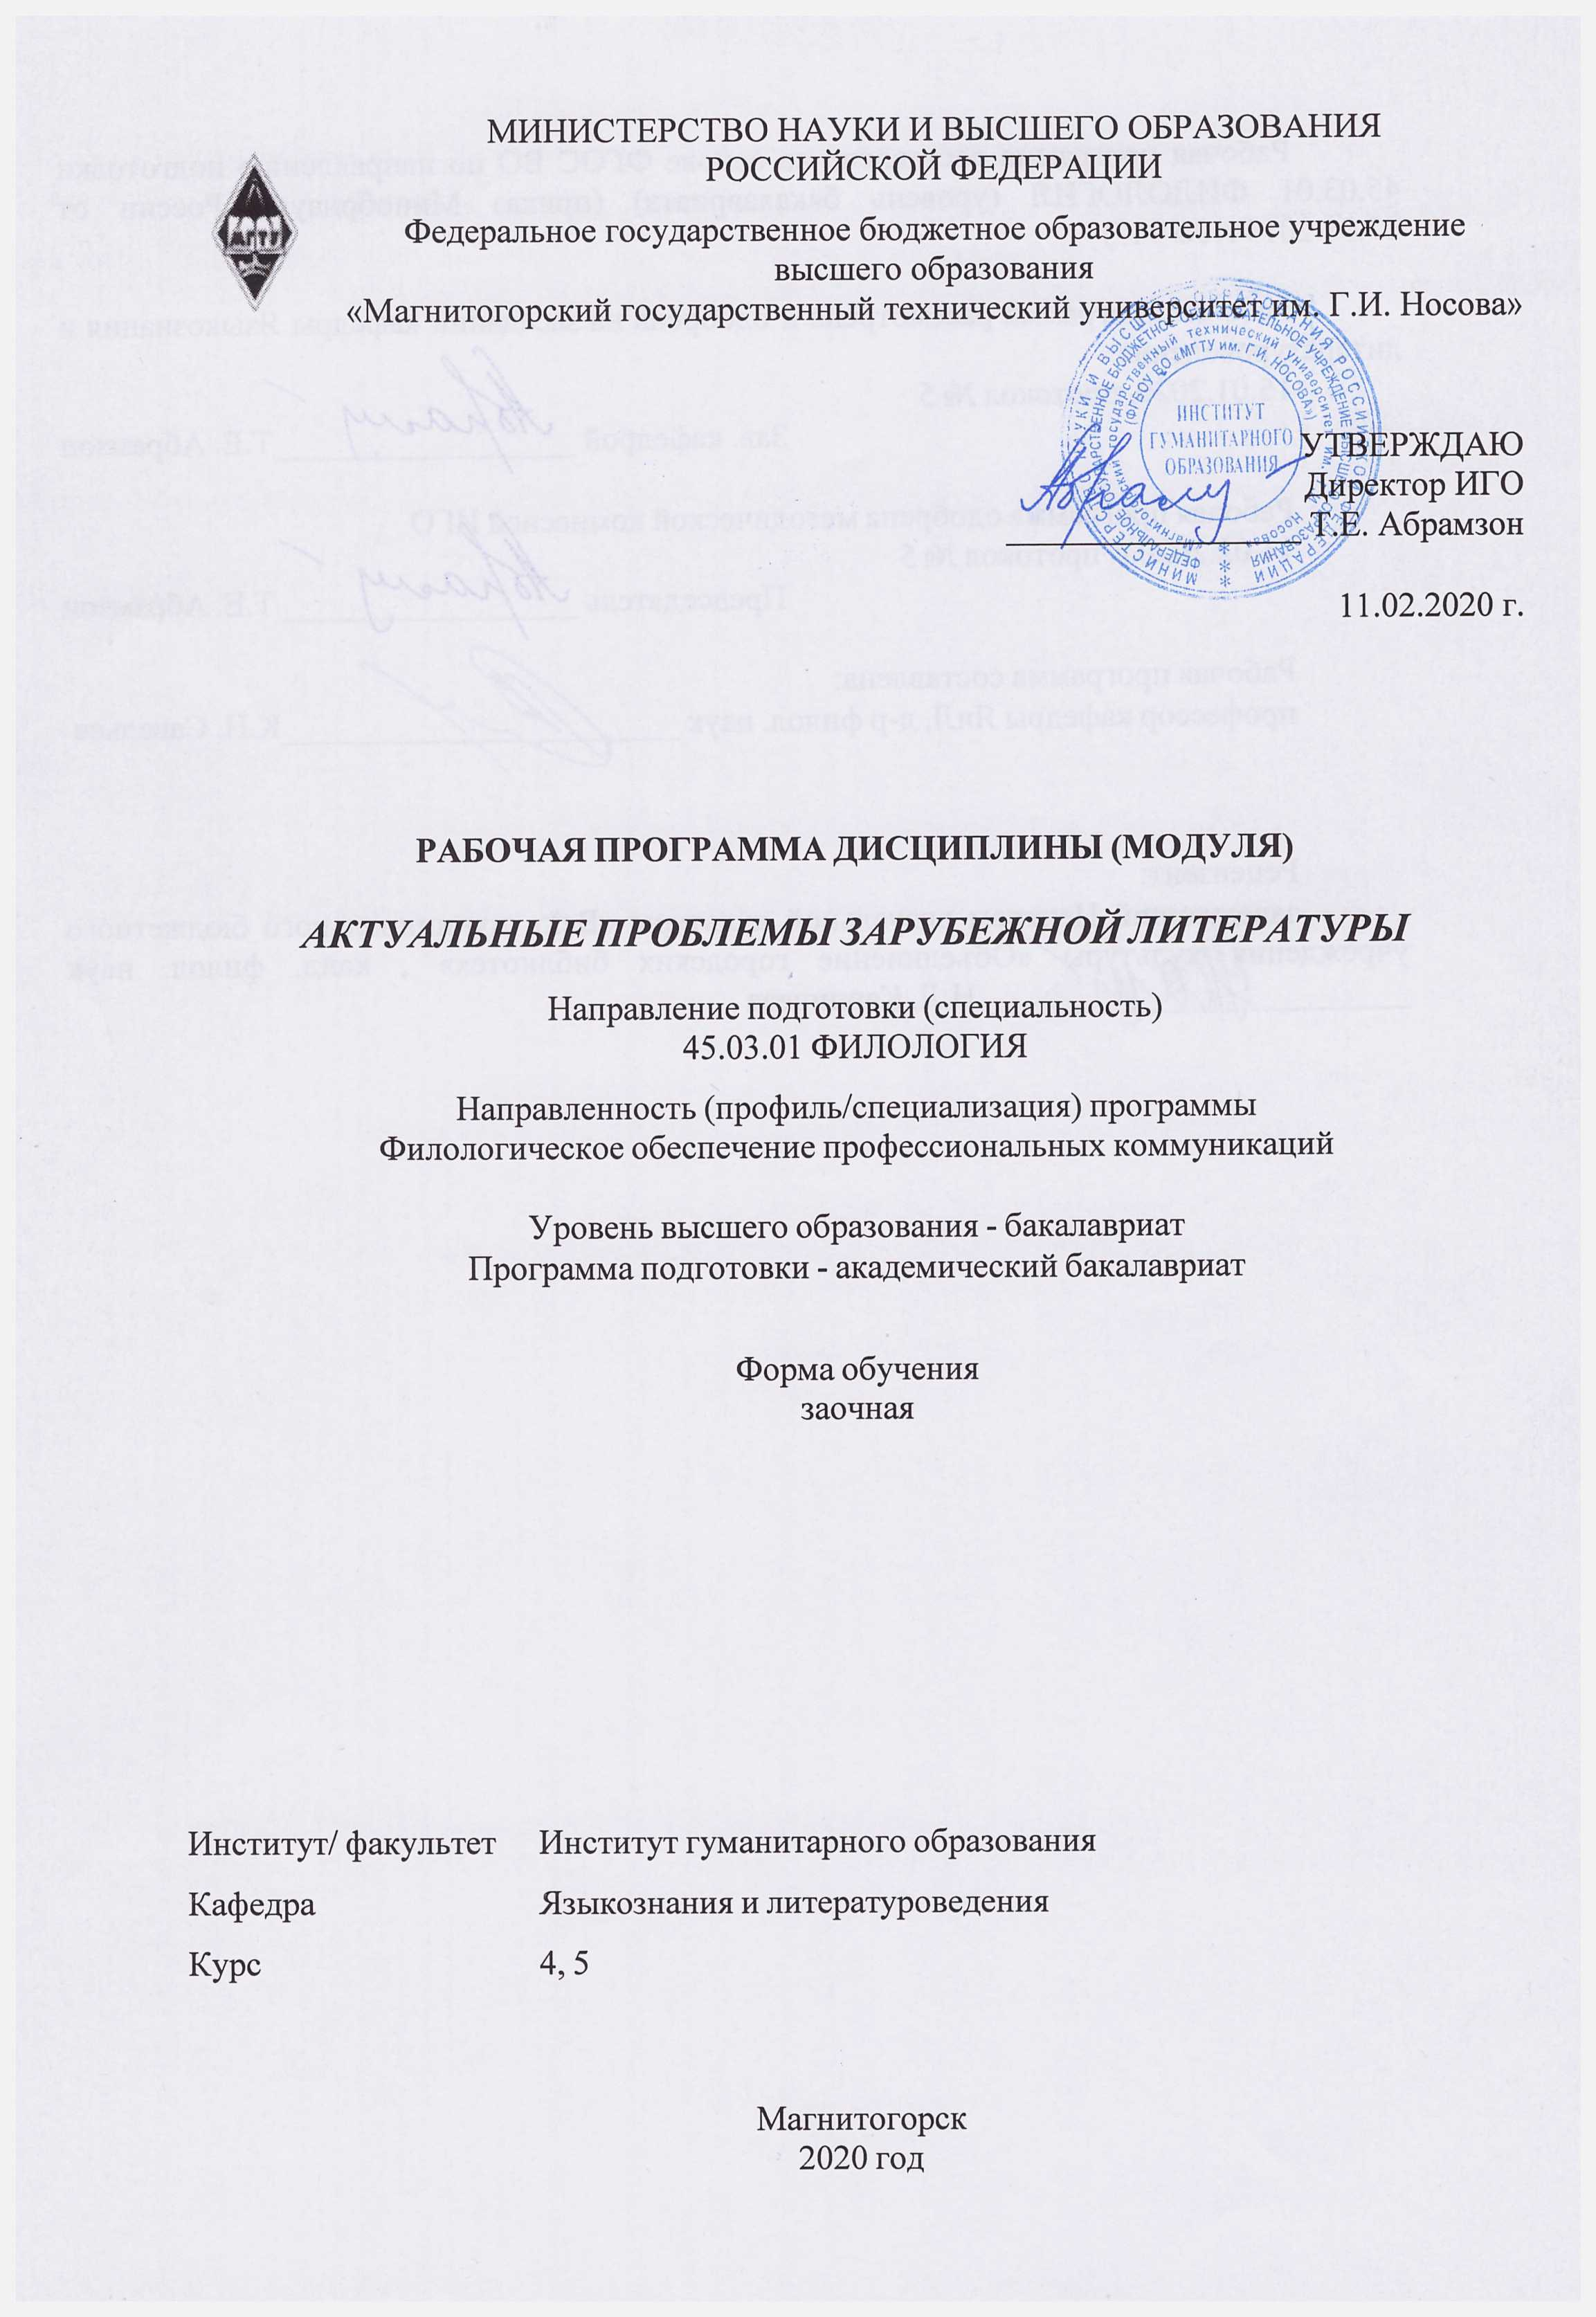 МИНИСТЕРСТВО НАУКИ И ВЫСШЕГО ОБРАЗОВАНИЯ
РОССИЙСКОЙ ФЕДЕРАЦИИ
МГТУ
Федеральное государственное бюджетное образовательное учреждение
высшего образования
«Магнитогорский государственный технический университет им. Г.И. Носова»
ИНСТИТУТ
ГУМАНИТАРНОГО
ОБРАЗОВАНИЯ
УТВЕРЖДАЮ
Директор ИГО
Т.Е. Абрамзон
11.02.2020 г.
РАБОЧАЯ ПРОГРАММА ДИСЦИПЛИНЫ (МОДУЛЯ)
АКТУАЛЬНЫЕ ПРОБЛЕМЫ ЗАРУБЕЖНОЙ ЛИТЕРАТУРЫ
Направление подготовки (специальность)
45.03.01 ФИЛОЛОГИЯ
Направленность (профиль/специализация) программы
Филологическое обеспечение профессиональных коммуникаций
Уровень высшего образования - бакалавриат
Программа подготовки - академический бакалавриат
Форма обучения
заочная
Институт/ факультет Институт гуманитарного образования
Кафедра Языкознания и литературоведения
Курс 4, 5
Магнитогорск
2020 год